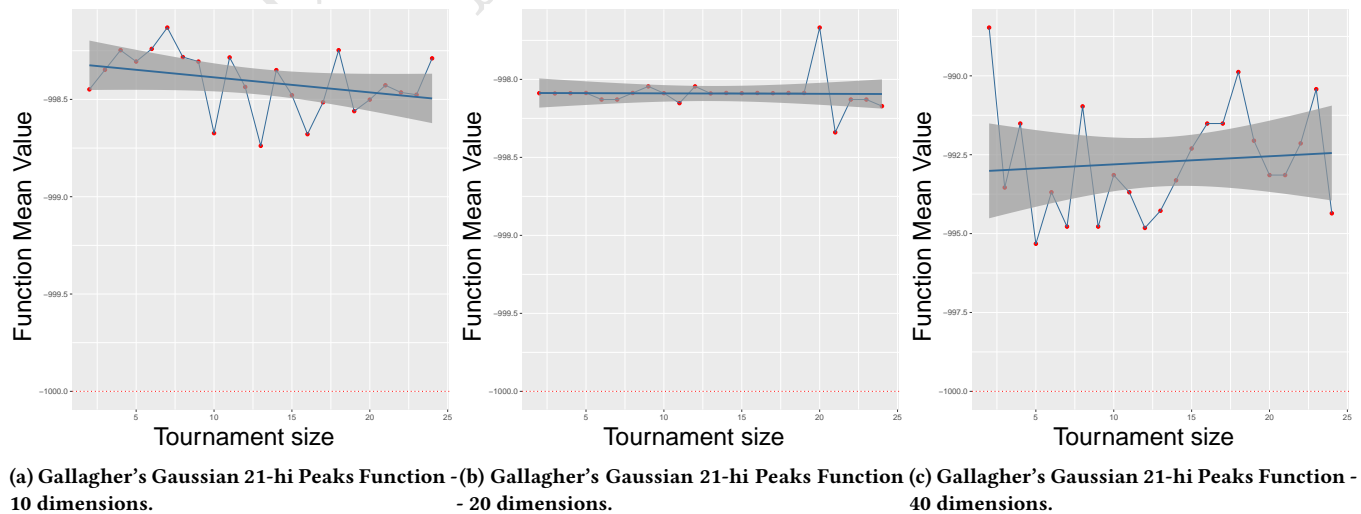 Function Mean Value
−998.5
−999.0
−999.5
−1000.0
5
10
15
20
25
Tournament size
Function Mean Value
−998.0
−998.5
−999.0
−999.5
−1000.0
5
10
15
20
25
Tournament size
Function Mean Value
−990.0
−992.5
−995.0
−997.5
−1000.0
5
10
15
20
25
Tournament size
(a) Gallagher's Gaussian 21-hi Peaks Function -
10 dimensions.
(b) Gallagher's Gaussian 21-hi Peaks Function
- 20 dimensions.
(c) Gallagher's Gaussian 21-hi Peaks Function -
40 dimensions.